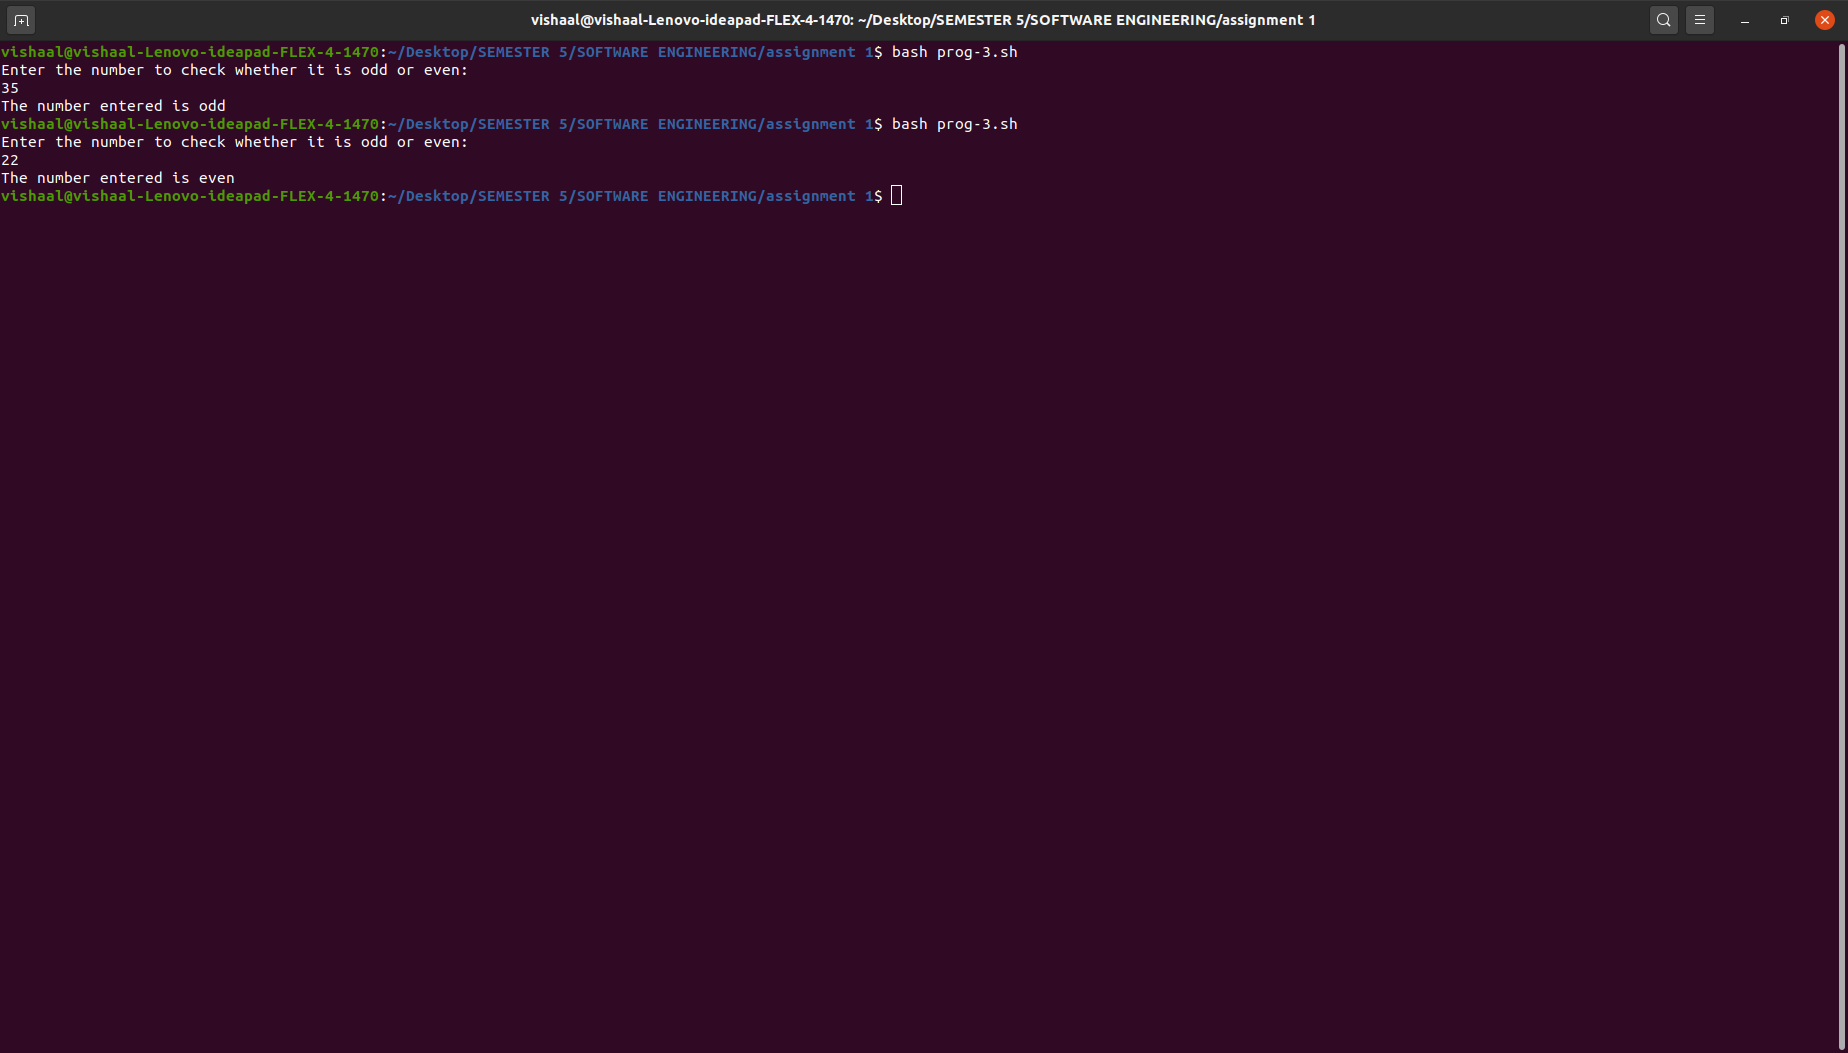 vishaal@vishaal-Lenovo-ideapad-FLEX-4-1470: ~/Desktop/SEMESTER 5/SOFTWARE ENGINEERING/assignment 1
vishaal@vishaal-Lenovo-ideapad-FLEX-4-1470:~/Desktop/SEMESTER 5/SOFTWARE ENGINEERING/assignment 1$ bash prog-3.sh
Enter the number to check whether it is odd or even:
35
The number entered is odd
vishaal@vishaal-Lenovo-ideapad-FLEX-4-1470:~/Desktop/SEMESTER 5/SOFTWARE ENGINEERING/assignment 1$ bash prog-3.sh
Enter the number to check whether it is odd or even:
22
The number entered is even
vishaal@vishaal-Lenovo-ideapad-FLEX-4-1470:~/Desktop/SEMESTER 5/SOFTWARE ENGINEERING/assignment 1$